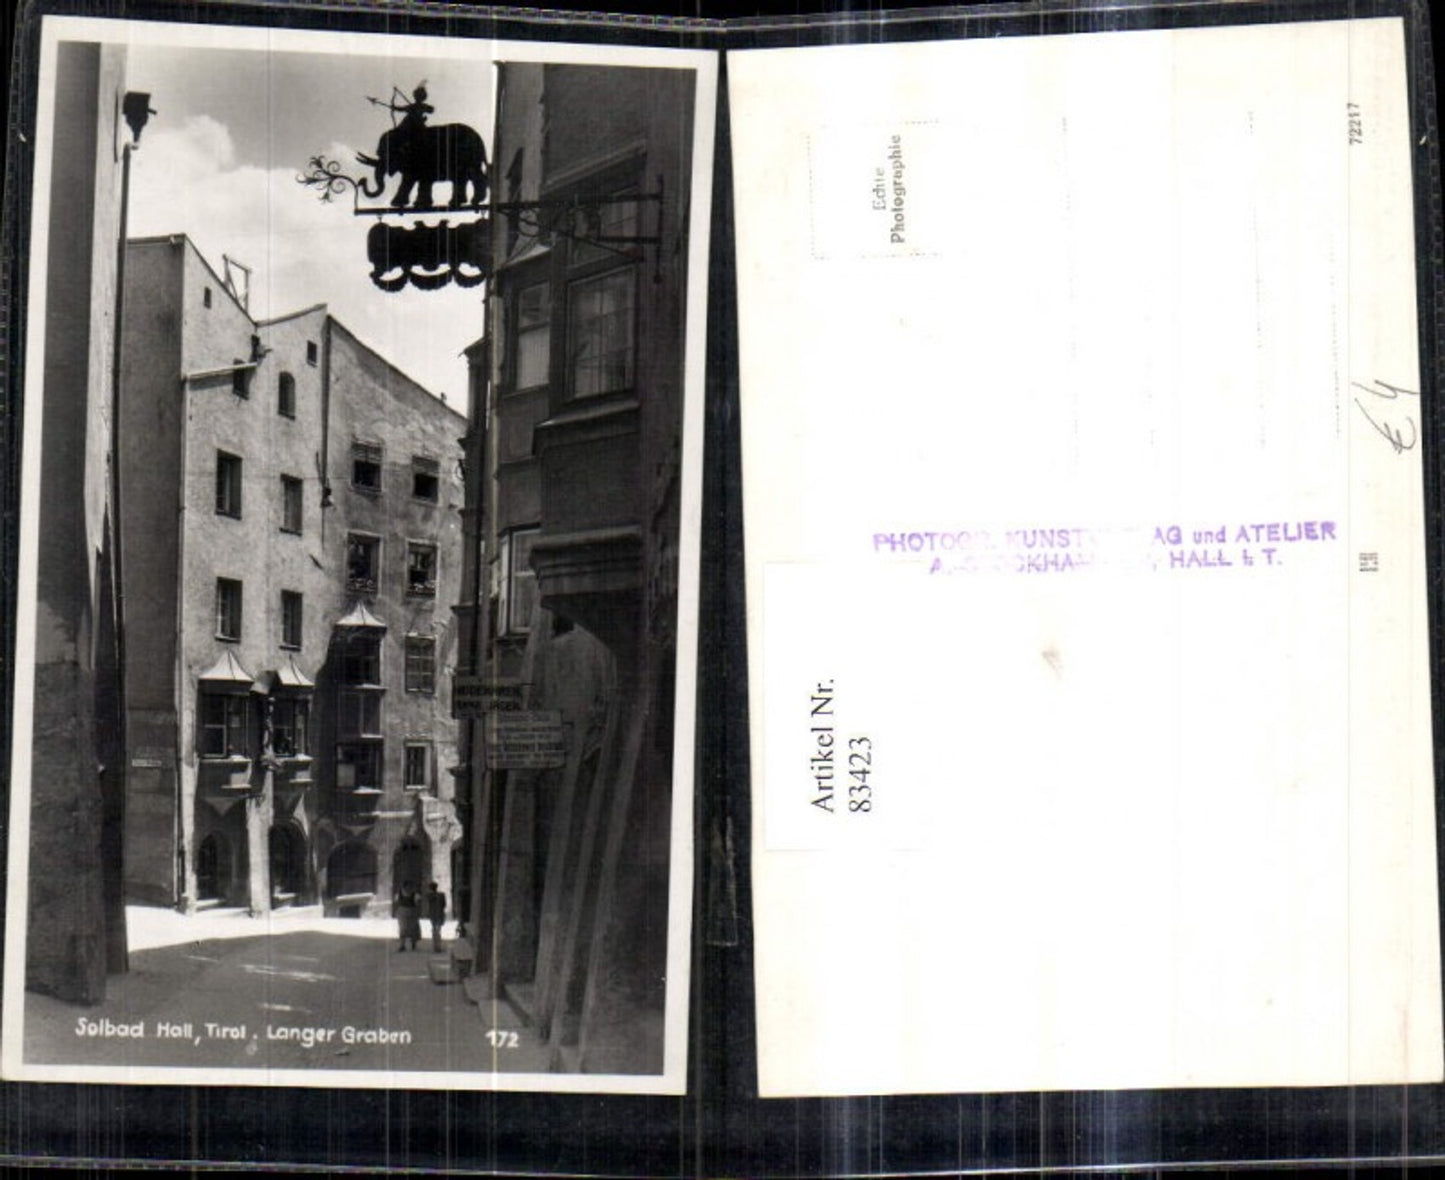 Solbad Hall, Tirol. Langer Graben 172
Echte
Photographie
72217
€ 4
PHOTOGR. KUNST AG und ATELIER
HALL i. T.
Artikel Nr.
83423